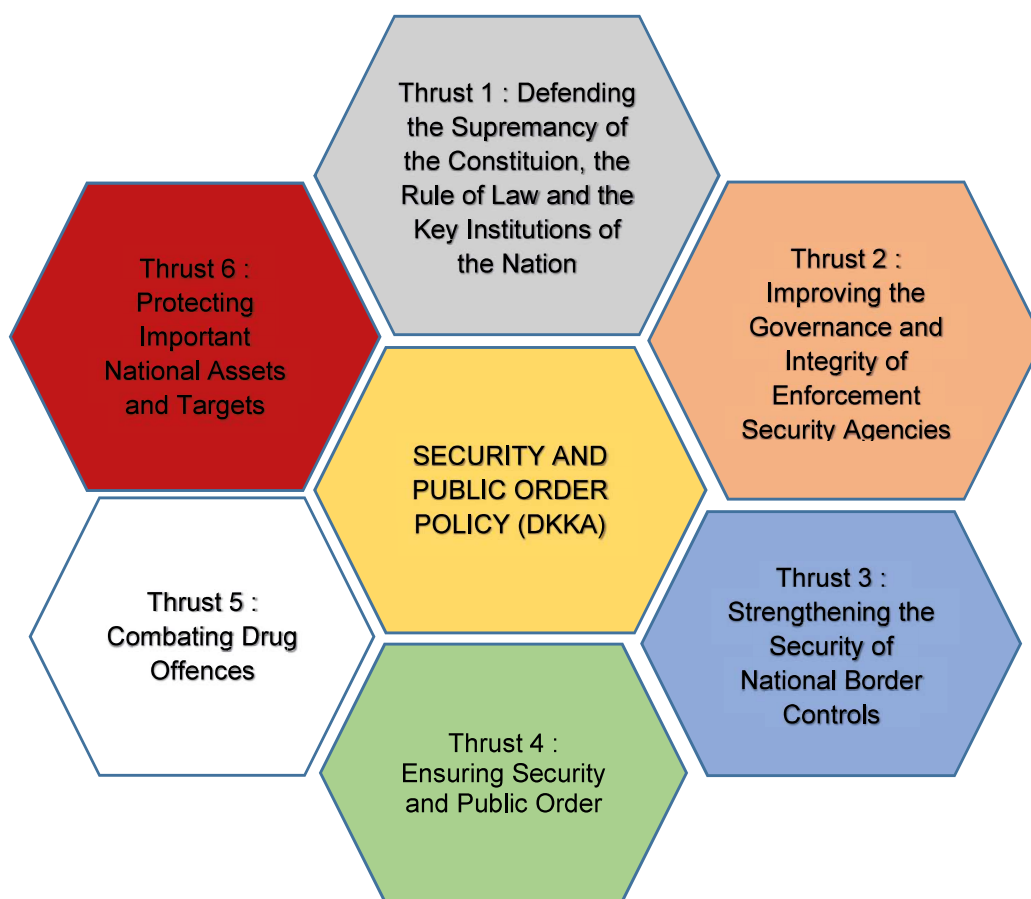 Thrust 1 : Defending
the Supremancy of
the Constituion, the
Rule of Law and the
Key Institutions of
the Nation
Thrust 2 :
Improving the
Governance and
Integrity of
Enforcement
Security Agencies
Thrust 3 :
Strengthening the
Security of
National Border
Controls
Thrust 4 :
Ensuring Security
and Public Order
Thrust 5 :
Combating Drug
Offences
Thrust 6 :
Protecting
Important
National Assets
and Targets
SECURITY AND
PUBLIC ORDER
POLICY (DKKA)